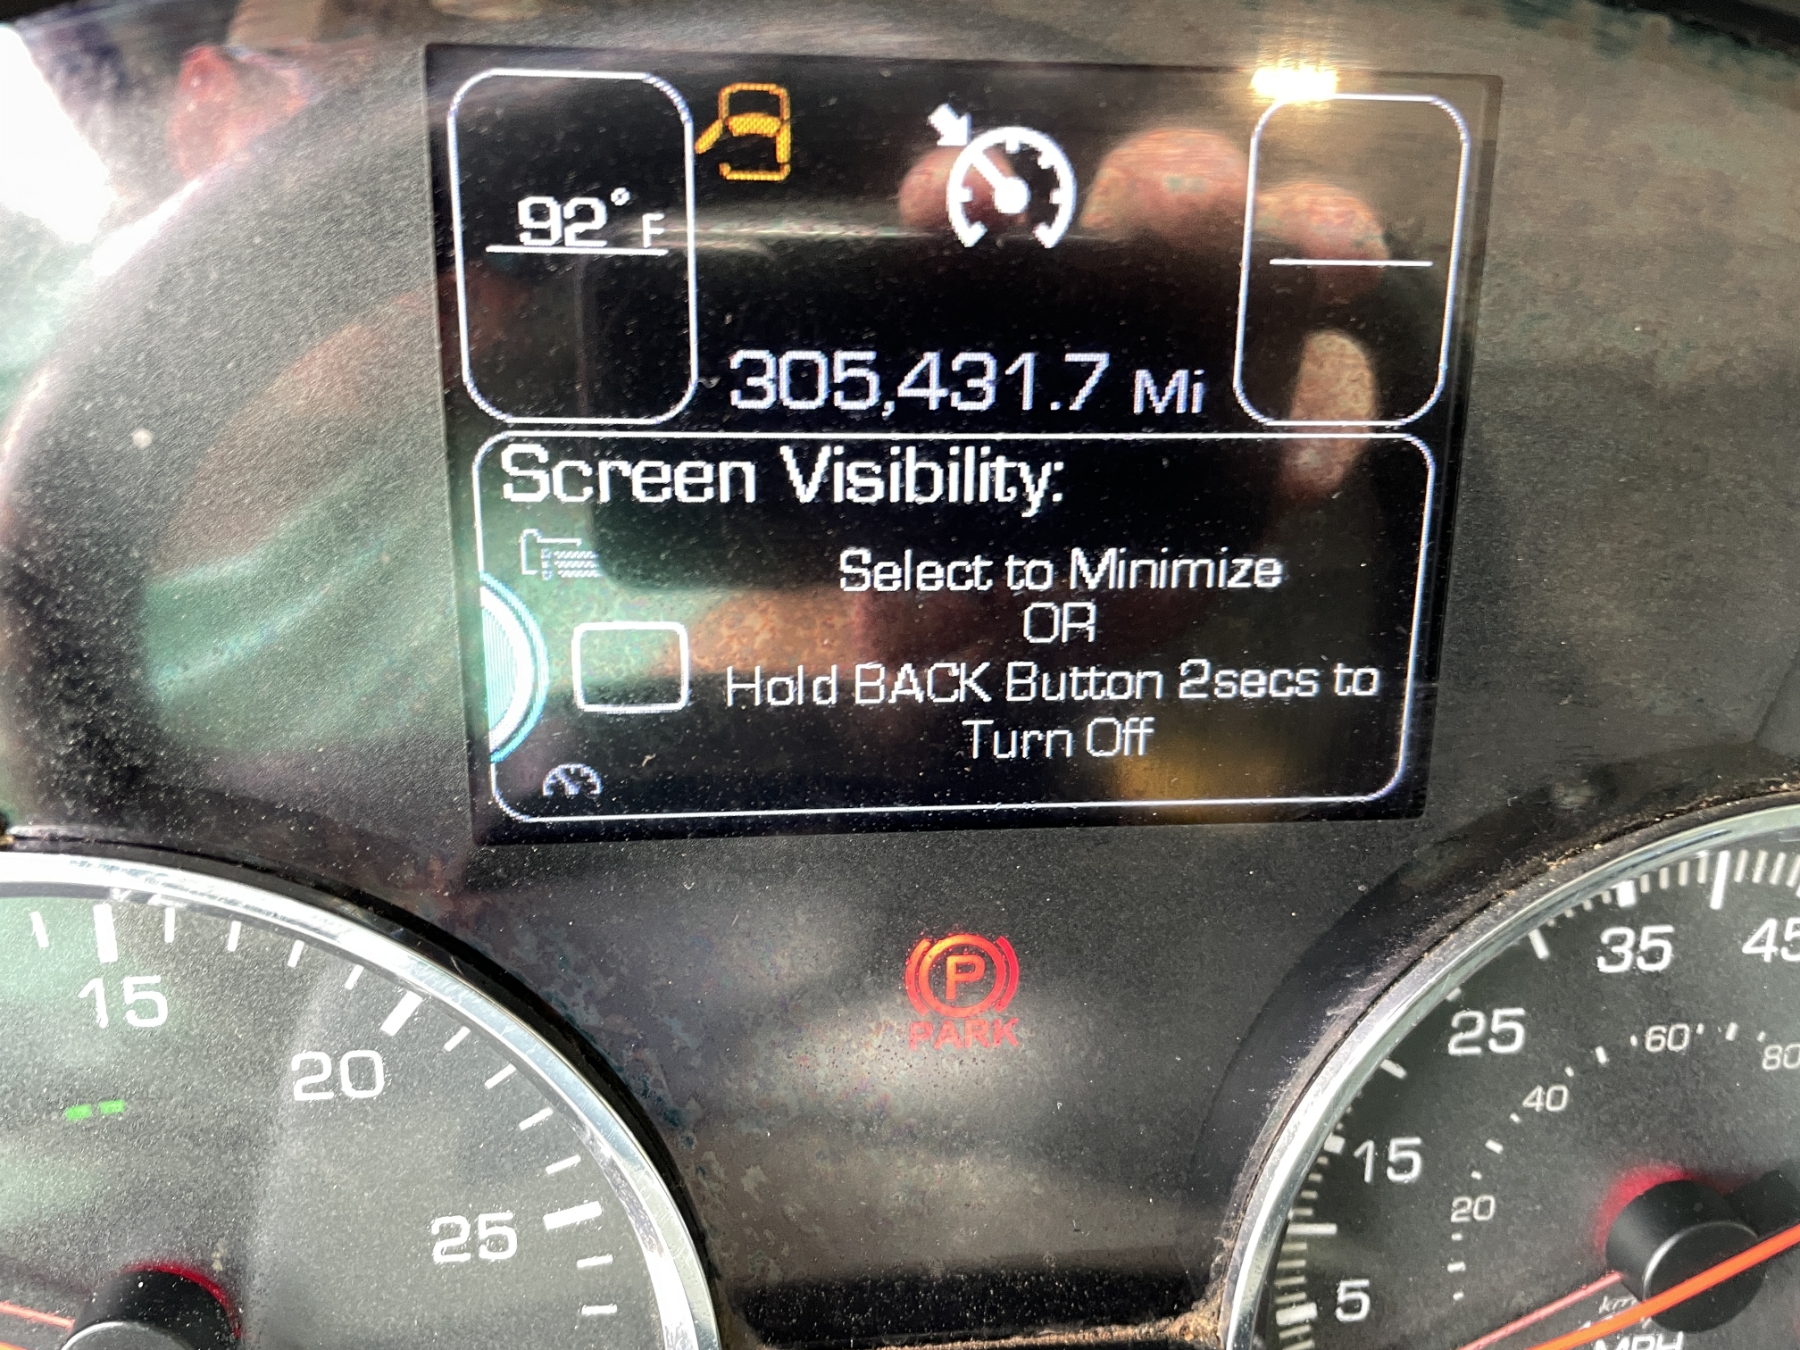 92°F
305,431.7 Mi
Screen Visibility:
Select to Minimize
OR
Hold BACK Button 2secs to
Turn Off
P
PARK
15
20
25
35
45
25
60
80
40
15
20
5
MPH